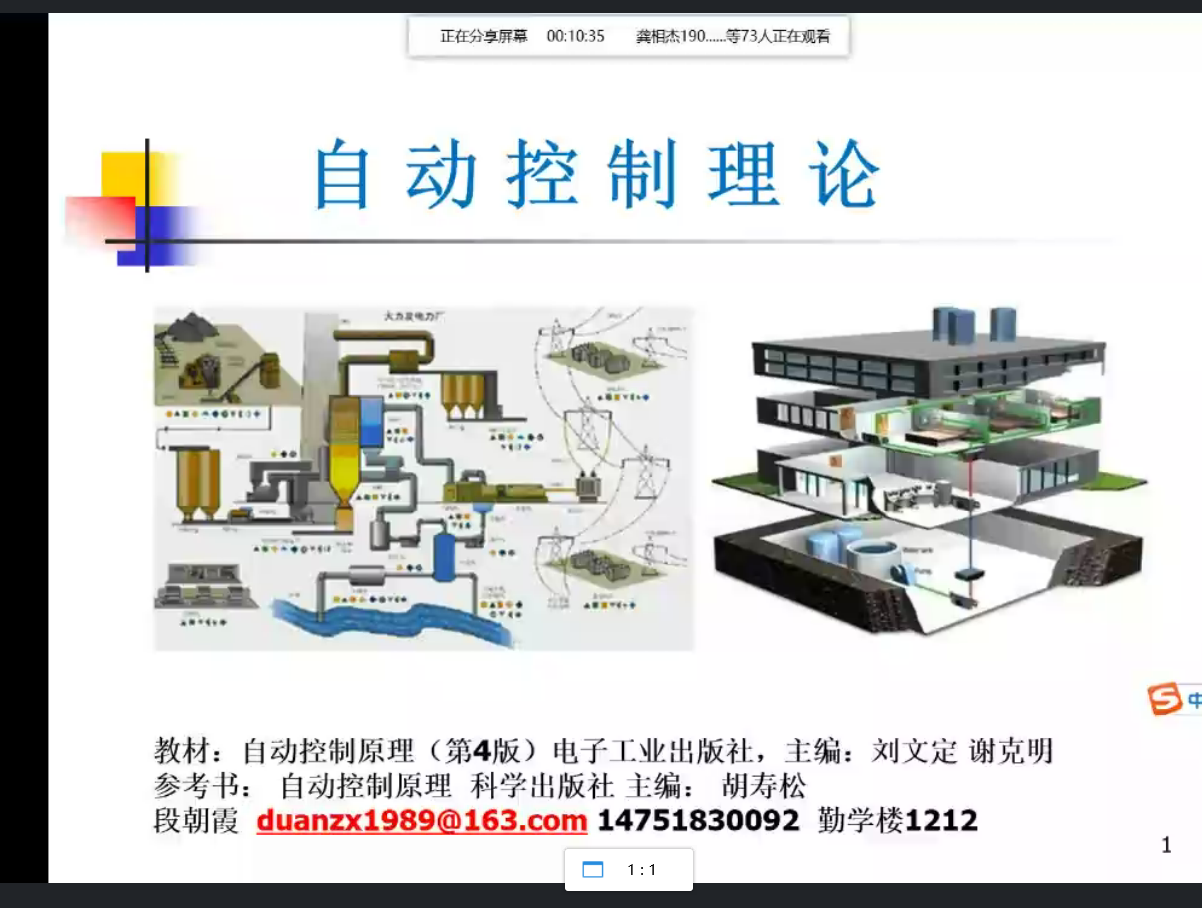 正在分享屏幕 00:10:35 龚相杰190......等73人正在观看
自动控制理论
火力发电力厂
Water tank
Pump
中
教材：自动控制原理（第4版）电子工业出版社，主编：刘文定 谢克明
参考书： 自动控制原理 科学出版社 主编： 胡寿松
段朝霞 duanzx1989@163.com 14751830092 勤学楼1212
1
1:1